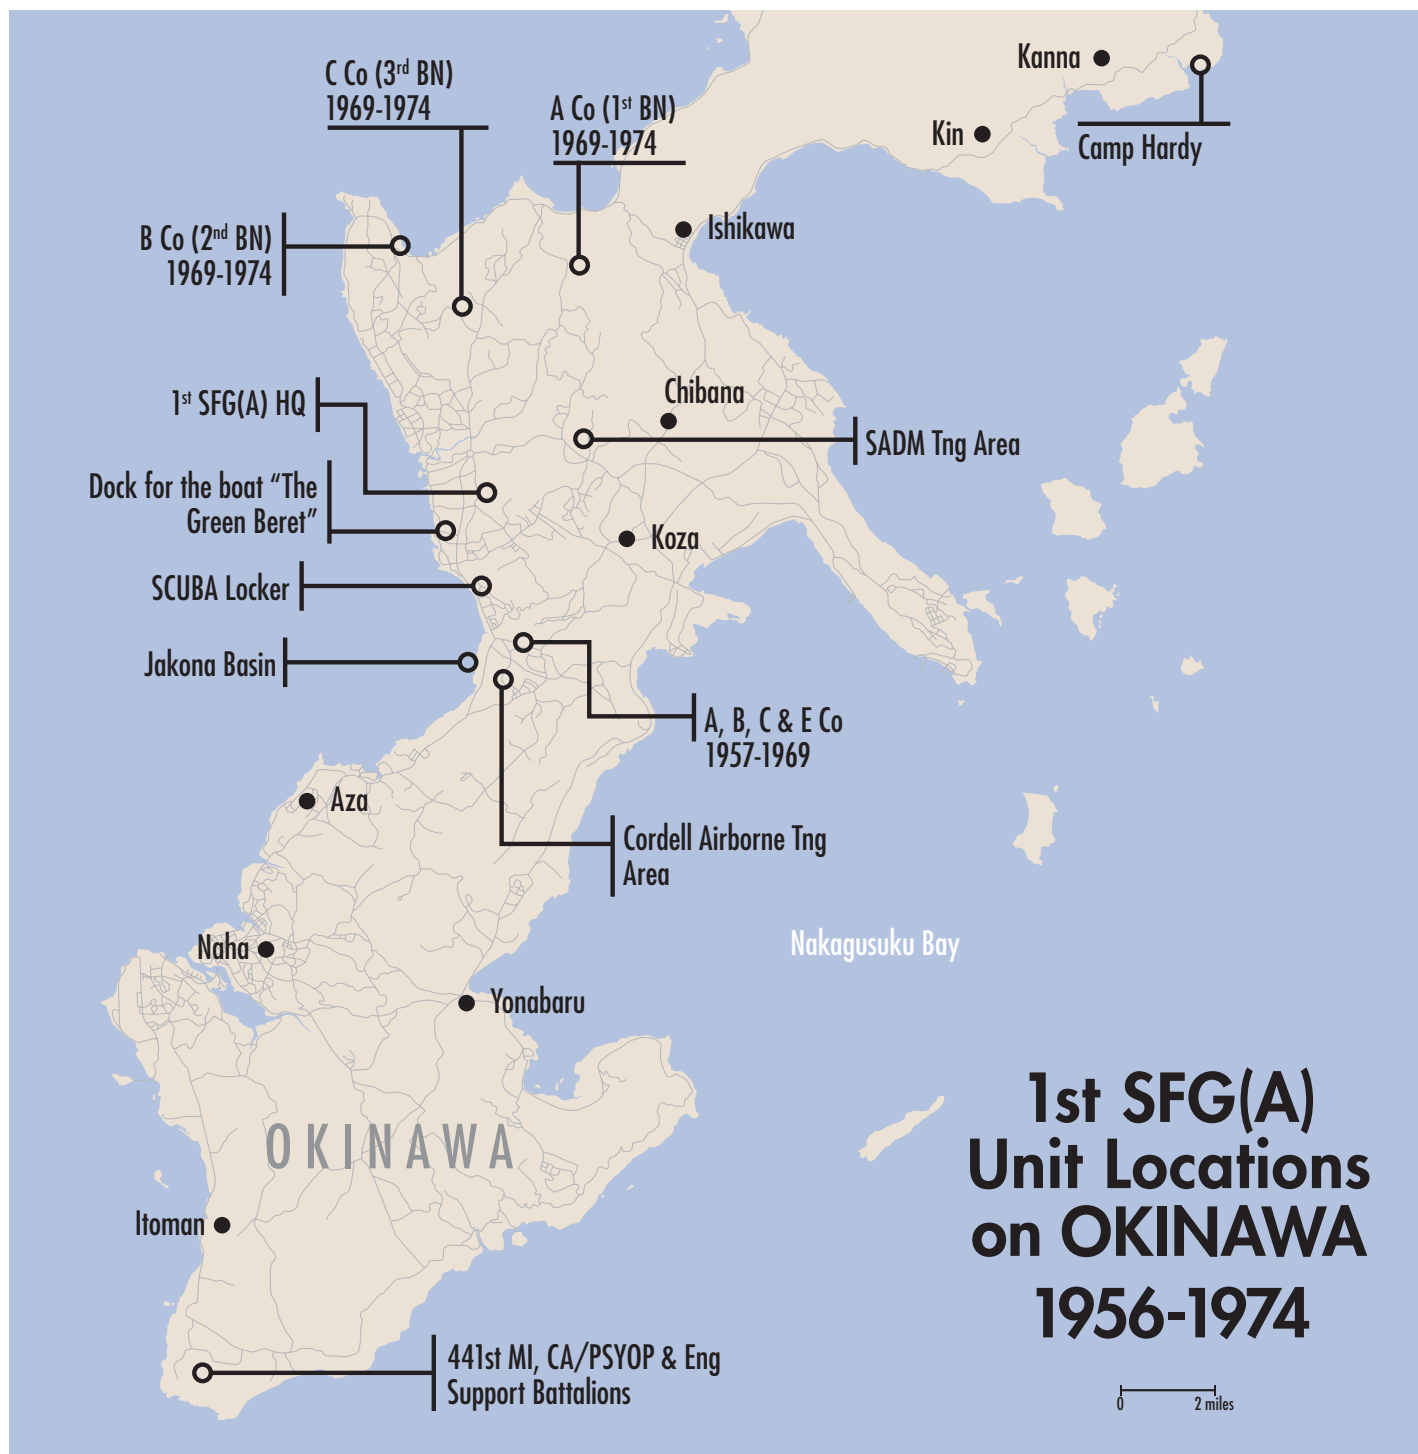 C Co (3rd BN)
1969-1974
A Co (1st BN)
1969-1974
Kanna
Kin
Camp Hardy
B Co (2nd BN)
1969-1974
Ishikawa
1st SFG(A) HQ
Chibana
SADM Tng Area
Dock for the boat “The
Green Beret”
Koza
SCUBA Locker
Jakona Basin
A, B, C & E Co
1957-1969
Aza
Cordell Airborne Tng
Area
Naha
Nakagusuku Bay
Yonabaru
OKINAWA
Itoman
1st SFG(A)
Unit Locations
on OKINAWA
1956-1974
441st MI, CA/PSYOP & Eng
Support Battalions
0 2 miles